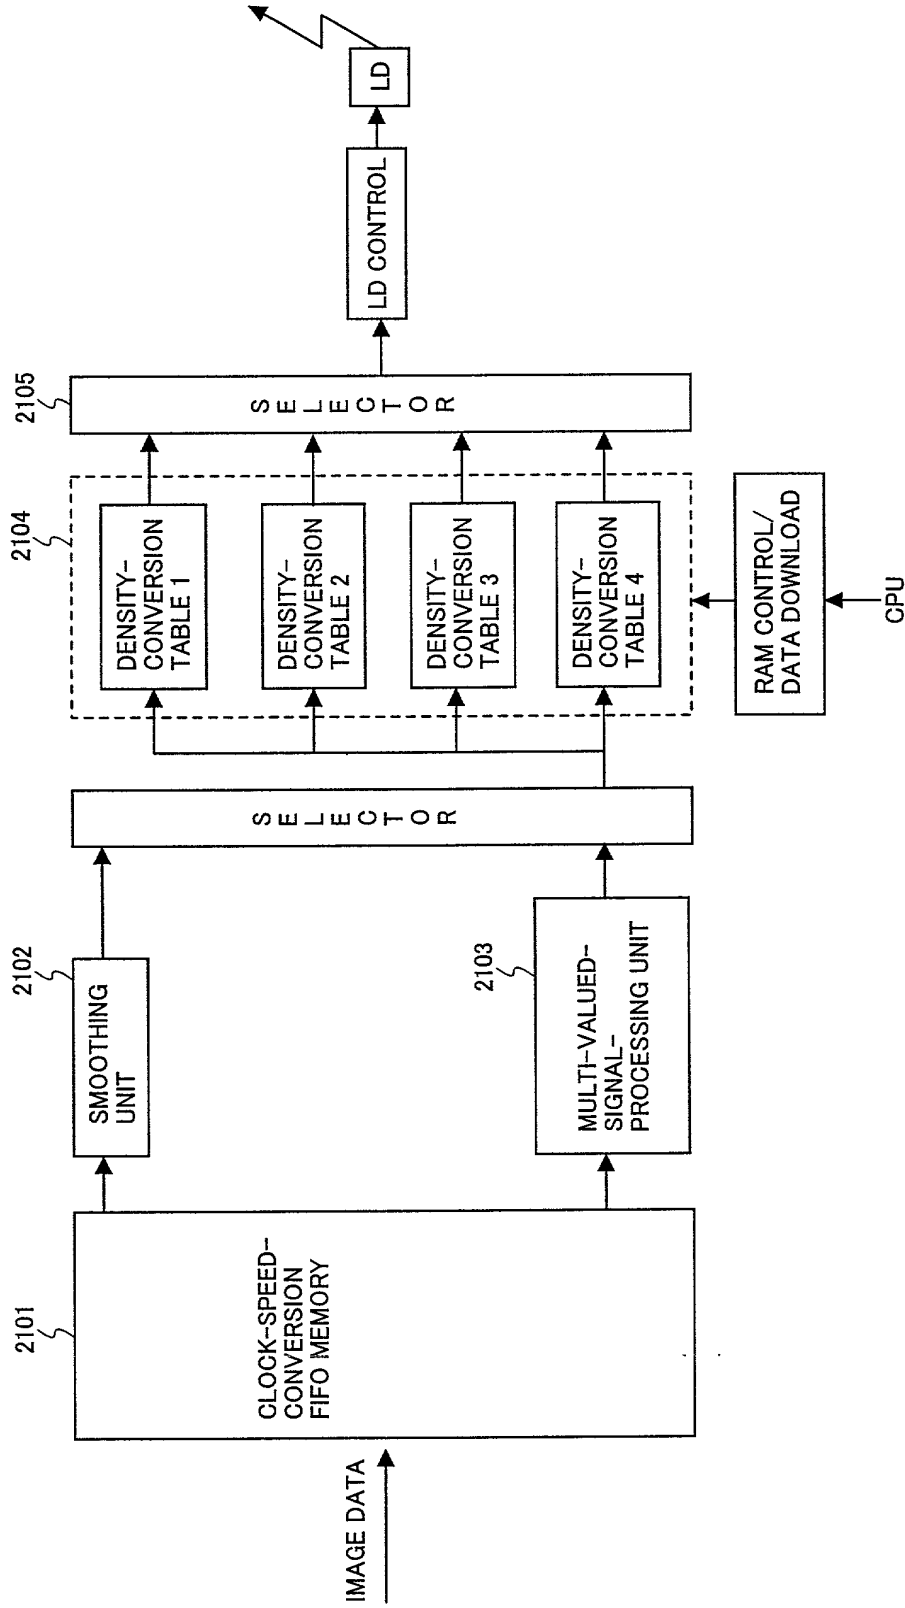 IMAGE DATA
2101
CLOCK-SPEED-
CONVERSION
FIFO MEMORY
2102
SMOOTHING
UNIT
2103
MULTI-VALUED-
SIGNAL-
PROCESSING UNIT
SELECTOR
2104
DENSITY-
CONVERSION
TABLE 1
DENSITY-
CONVERSION
TABLE 2
DENSITY-
CONVERSION
TABLE 3
DENSITY-
CONVERSION
TABLE 4
RAM CONTROL/
DATA DOWNLOAD
CPU
2105
SELECTOR
LD CONTROL
LD